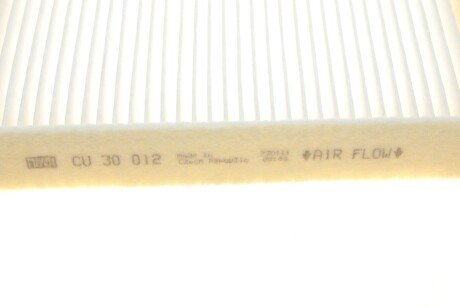 CU 30 012
Made in
Czech Republic
AIR FLOW